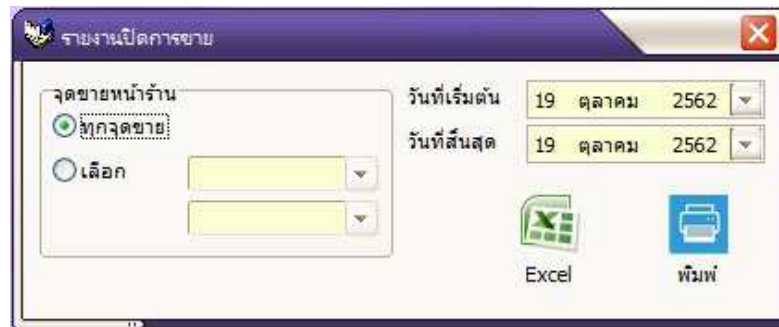 รายงานปิดการขาย
จุดขายหน้าร้าน
ทุกจุดขาย
เลือก
วันที่เริ่มต้น 19 ตุลาคม 2562
วันที่สิ้นสุด 19 ตุลาคม 2562
Excel
พิมพ์